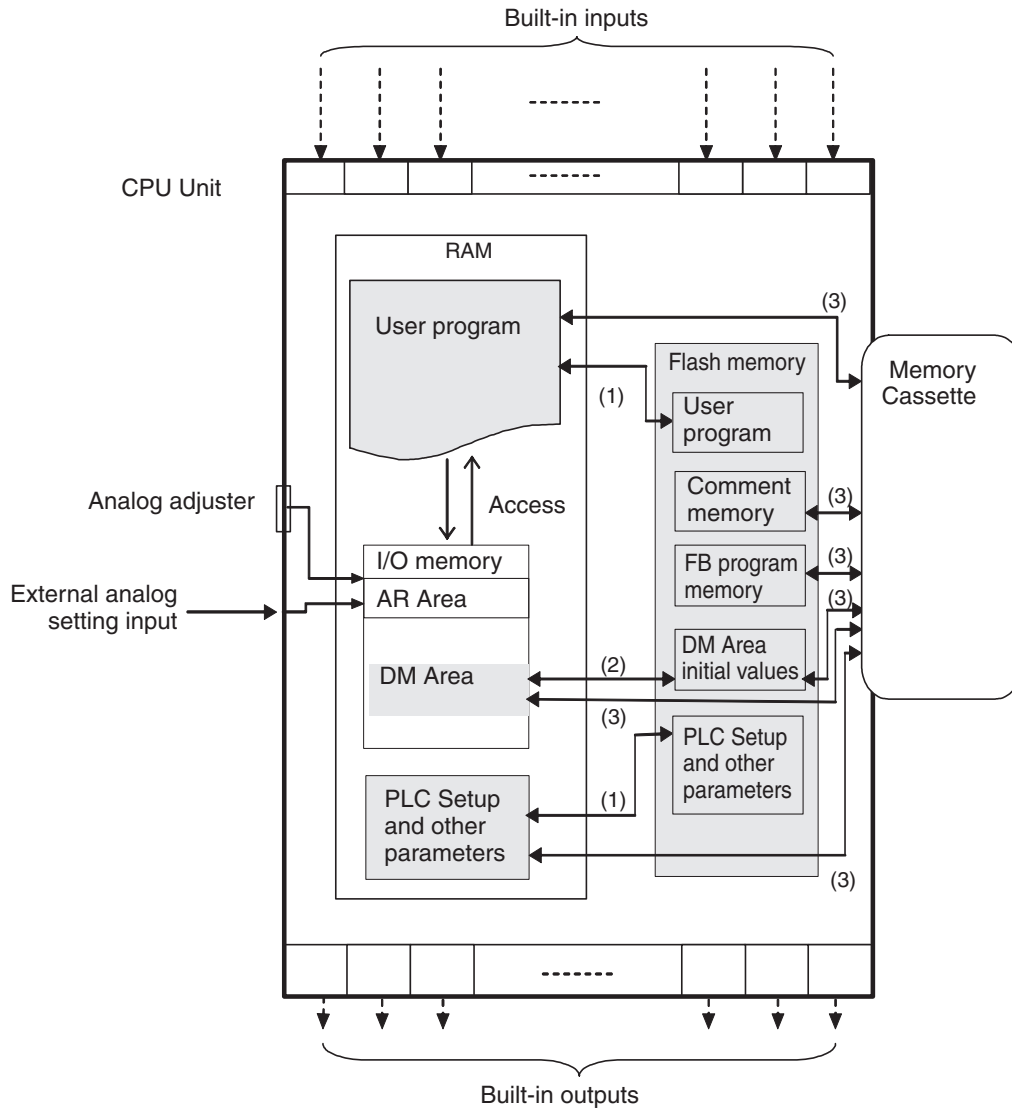 Built-in inputs
CPU Unit
RAM
User program
(3)
Memory
Cassette
Flash memory
(1)
User
program
Analog adjuster
Access
Comment
memory
(3)
I/O memory
FB program
memory
(3)
External analog
setting input
AR Area
(3)
DM Area
(2)
DM Area
initial values
(3)
PLC Setup
and other
parameters
PLC Setup
and other
parameters
(1)
(3)
Built-in outputs